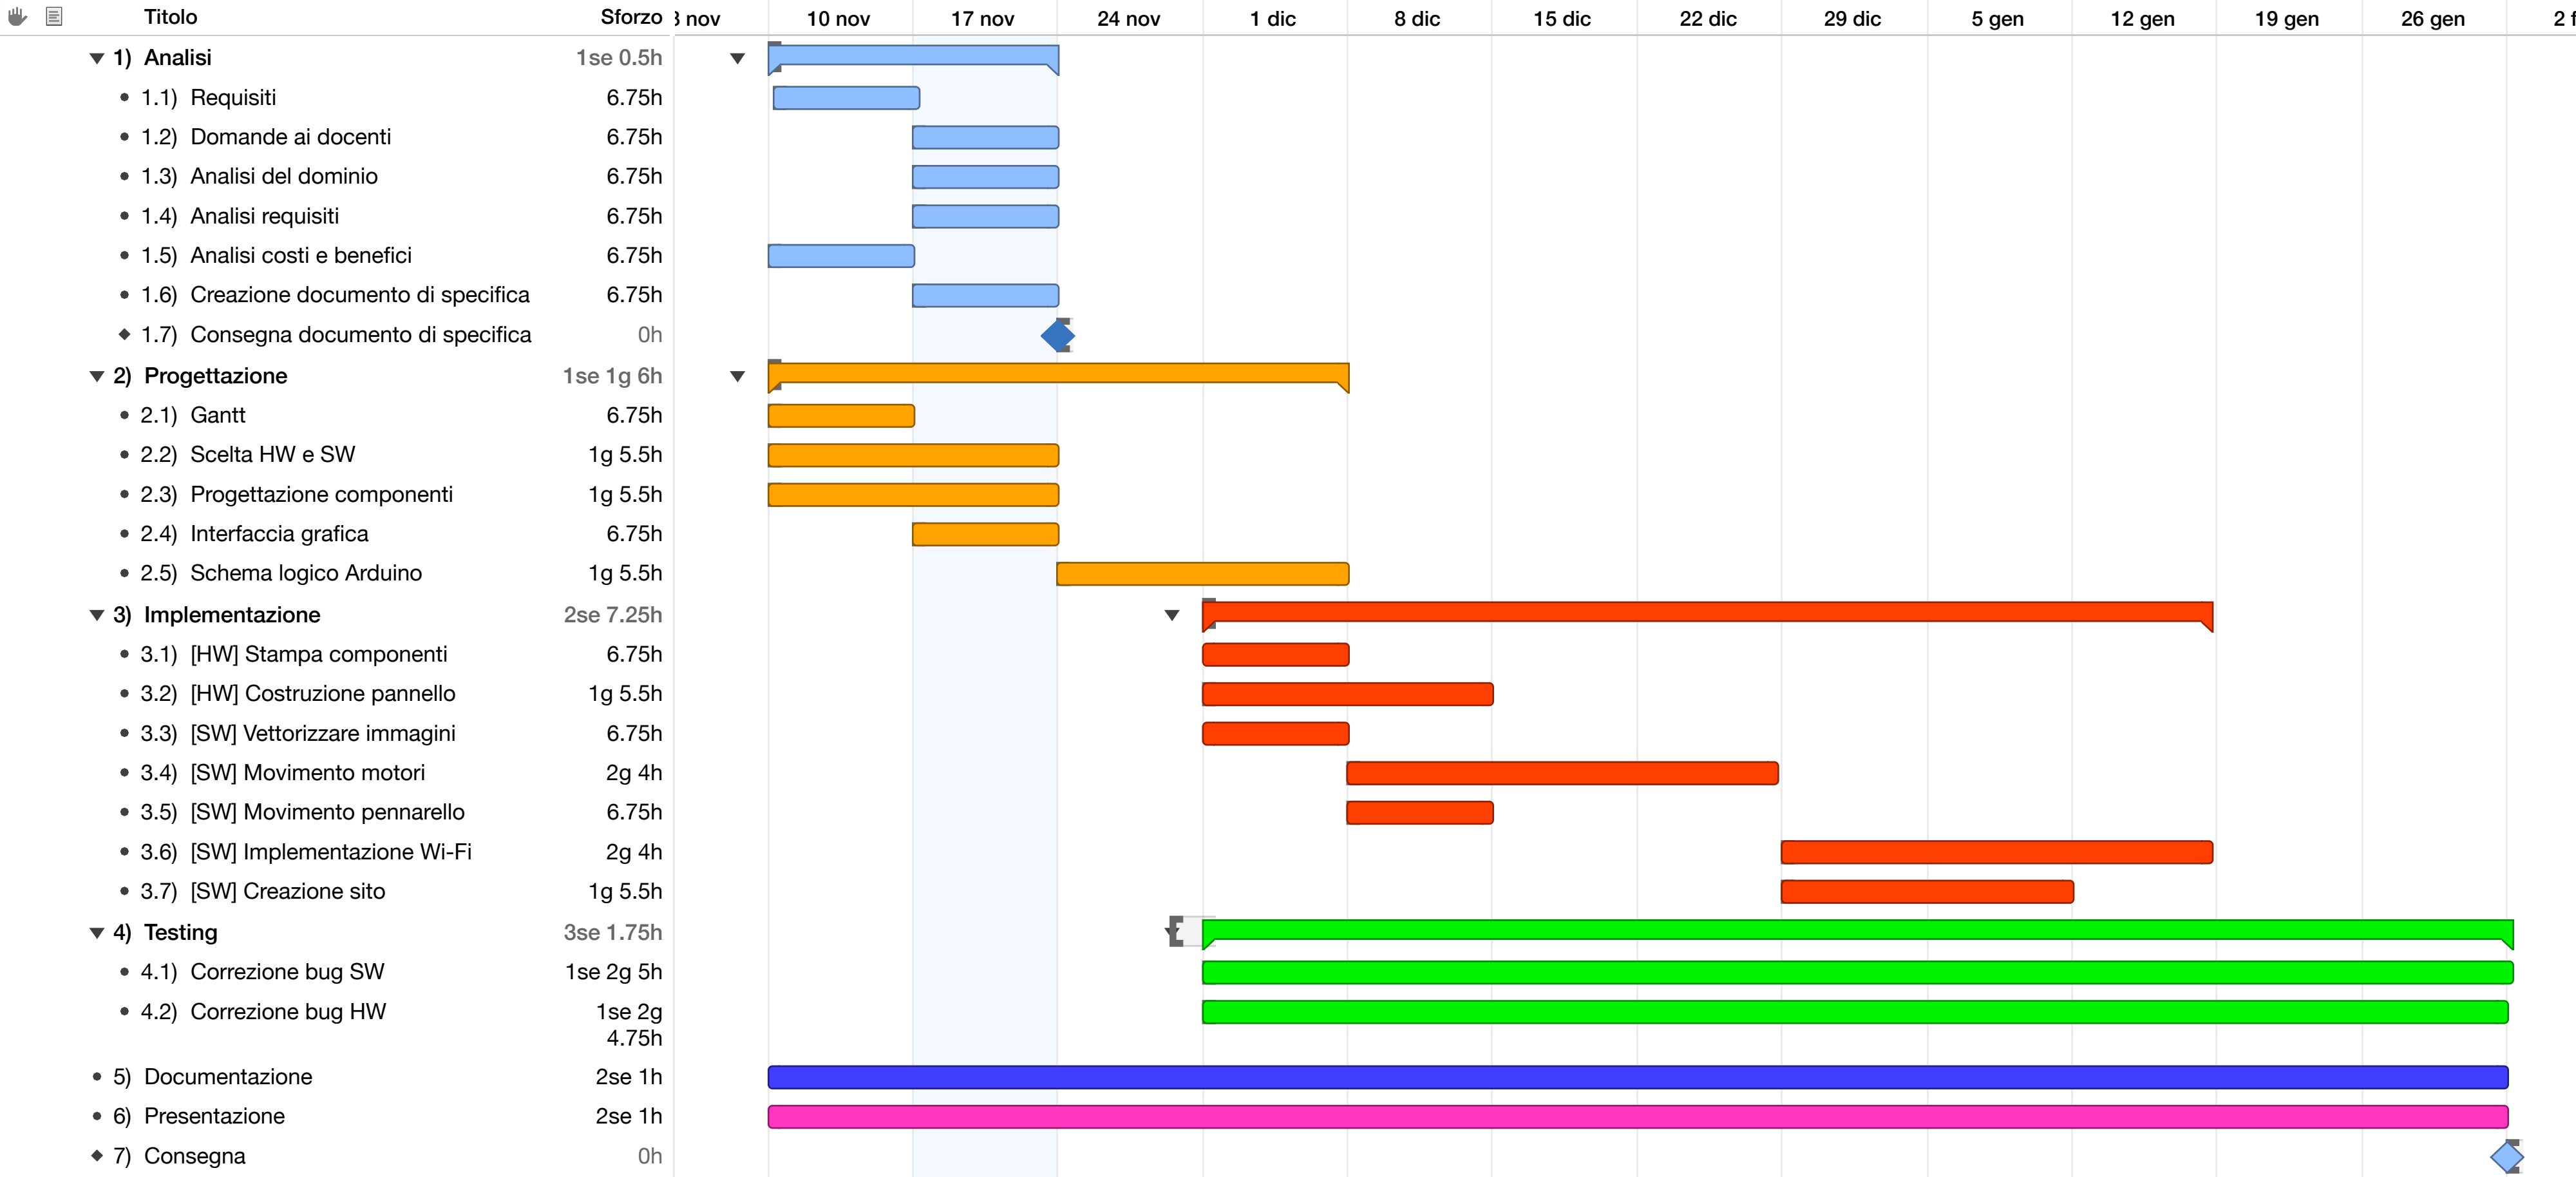 Titolo Sforzo 3 nov 10 nov 17 nov 24 nov 1 dic 8 dic 15 dic 22 dic 29 dic 5 gen 12 gen 19 gen 26 gen 2 f
1) Analisi 1se 0.5h
1.1) Requisiti 6.75h
1.2) Domande ai docenti 6.75h
1.3) Analisi del dominio 6.75h
1.4) Analisi requisiti 6.75h
1.5) Analisi costi e benefici 6.75h
1.6) Creazione documento di specifica 6.75h
1.7) Consegna documento di specifica 0h
2) Progettazione 1se 1g 6h
2.1) Gantt 6.75h
2.2) Scelta HW e SW 1g 5.5h
2.3) Progettazione componenti 1g 5.5h
2.4) Interfaccia grafica 6.75h
2.5) Schema logico Arduino 1g 5.5h
3) Implementazione 2se 7.25h
3.1) [HW] Stampa componenti 6.75h
3.2) [HW] Costruzione pannello 1g 5.5h
3.3) [SW] Vettorizzare immagini 6.75h
3.4) [SW] Movimento motori 2g 4h
3.5) [SW] Movimento pennarello 6.75h
3.6) [SW] Implementazione Wi-Fi 2g 4h
3.7) [SW] Creazione sito 1g 5.5h
4) Testing 3se 1.75h
4.1) Correzione bug SW 1se 2g 5h
4.2) Correzione bug HW 1se 2g
4.75h
5) Documentazione 2se 1h
6) Presentazione 2se 1h
7) Consegna 0h